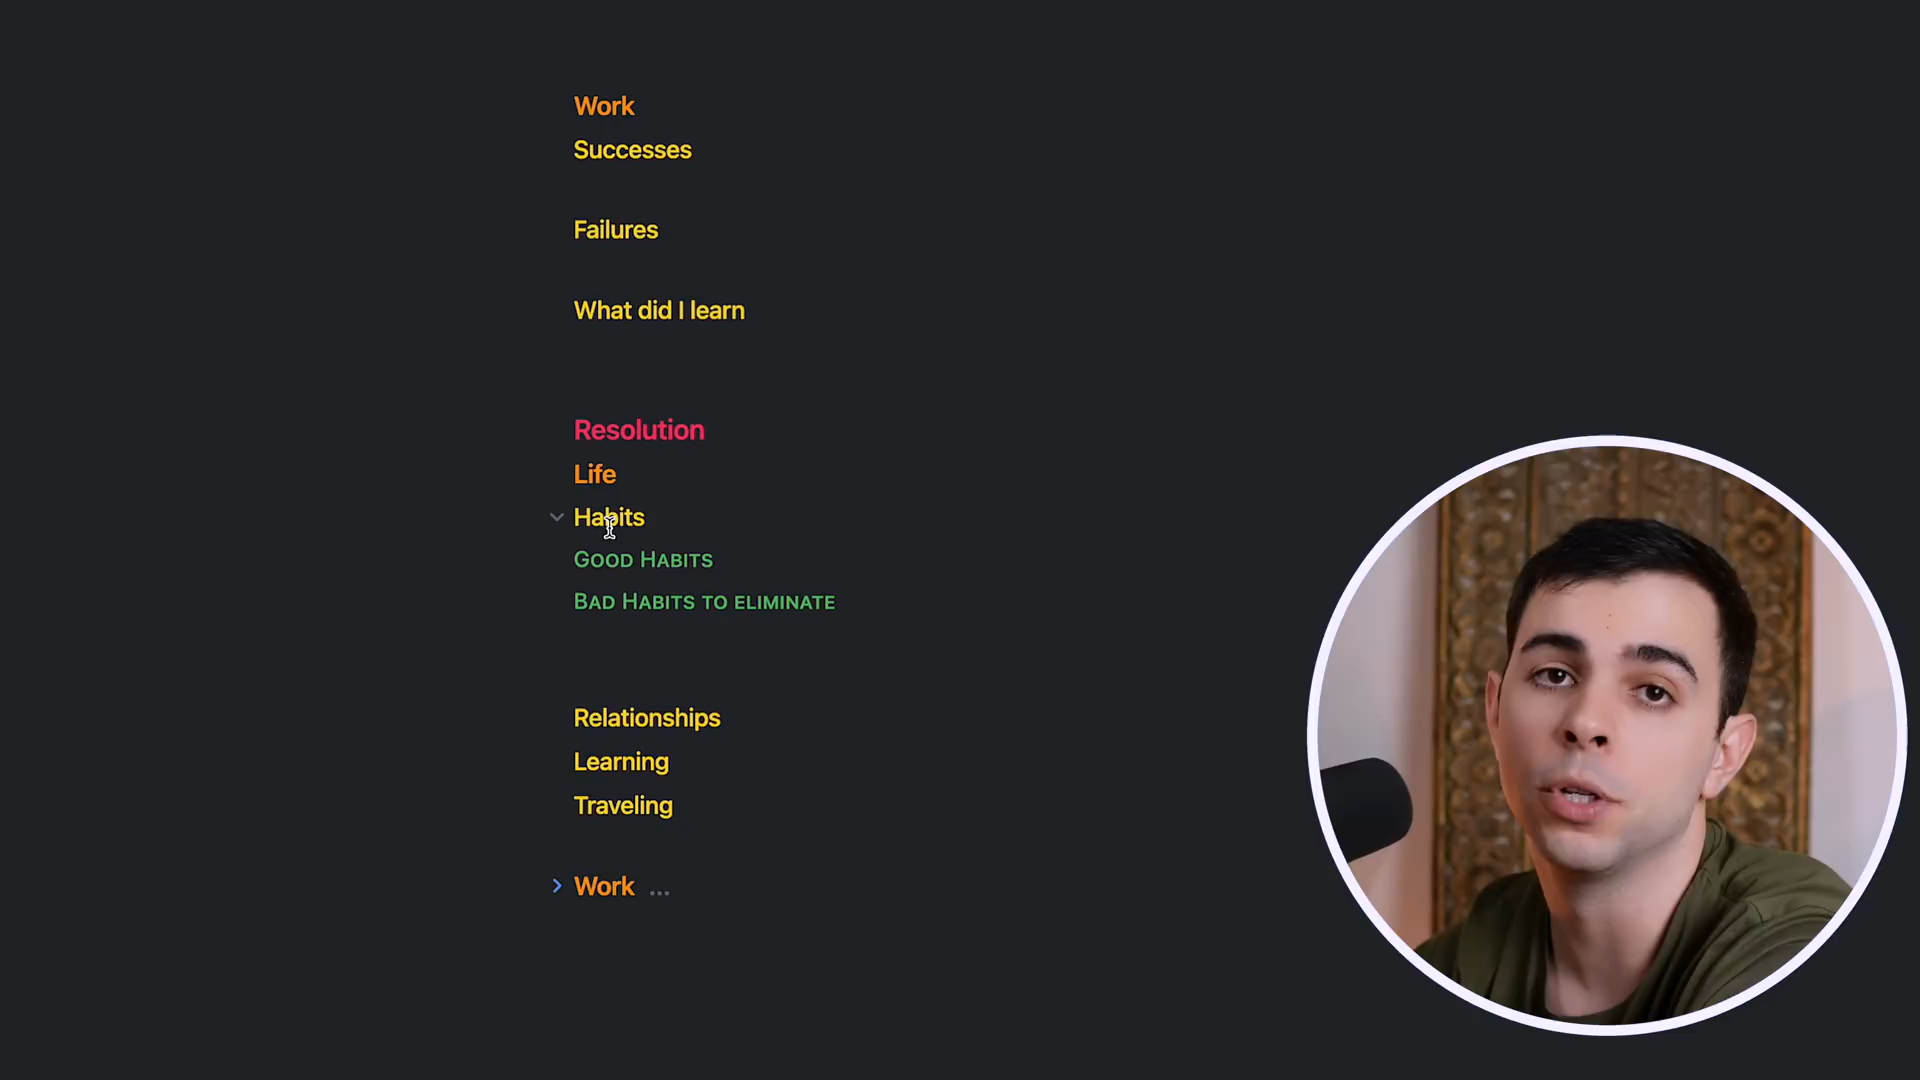 Work
Successes
Failures
What did I learn
Resolution
Life
Habits
Good Habits
Bad Habits to eliminate
Relationships
Learning
Traveling
Work ...